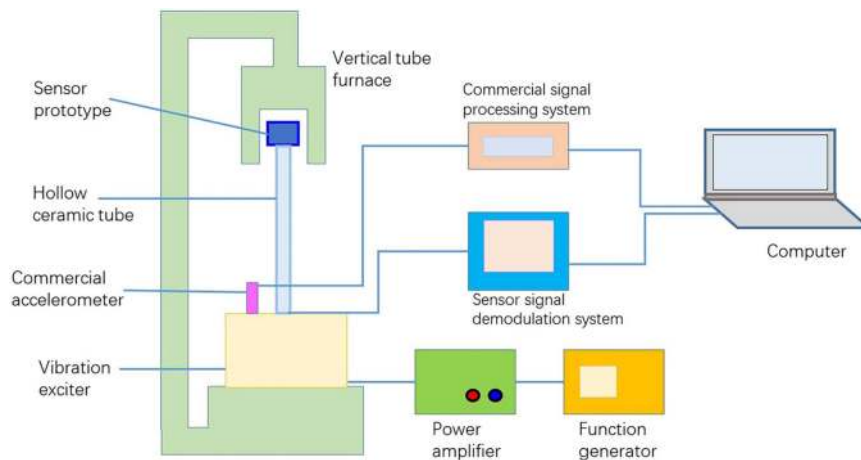 Vertical tube
furnace
Sensor
prototype
Commercial signal
processing system
Hollow
ceramic tube
Computer
Commercial
accelerometer
Sensor signal
demodulation system
Vibration
exciter
Power
amplifier
Function
generator